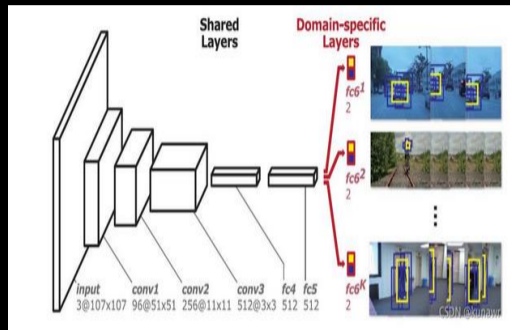 Shared
Layers
Domain-specific
Layers
fc6¹
2
fc6²
2
fc6ᴷ
2
input
3@107x107
conv1
96@51x51
conv2
256@11x11
conv3
512@3x3
fc4
512
fc5
512
CSDN @kunawr